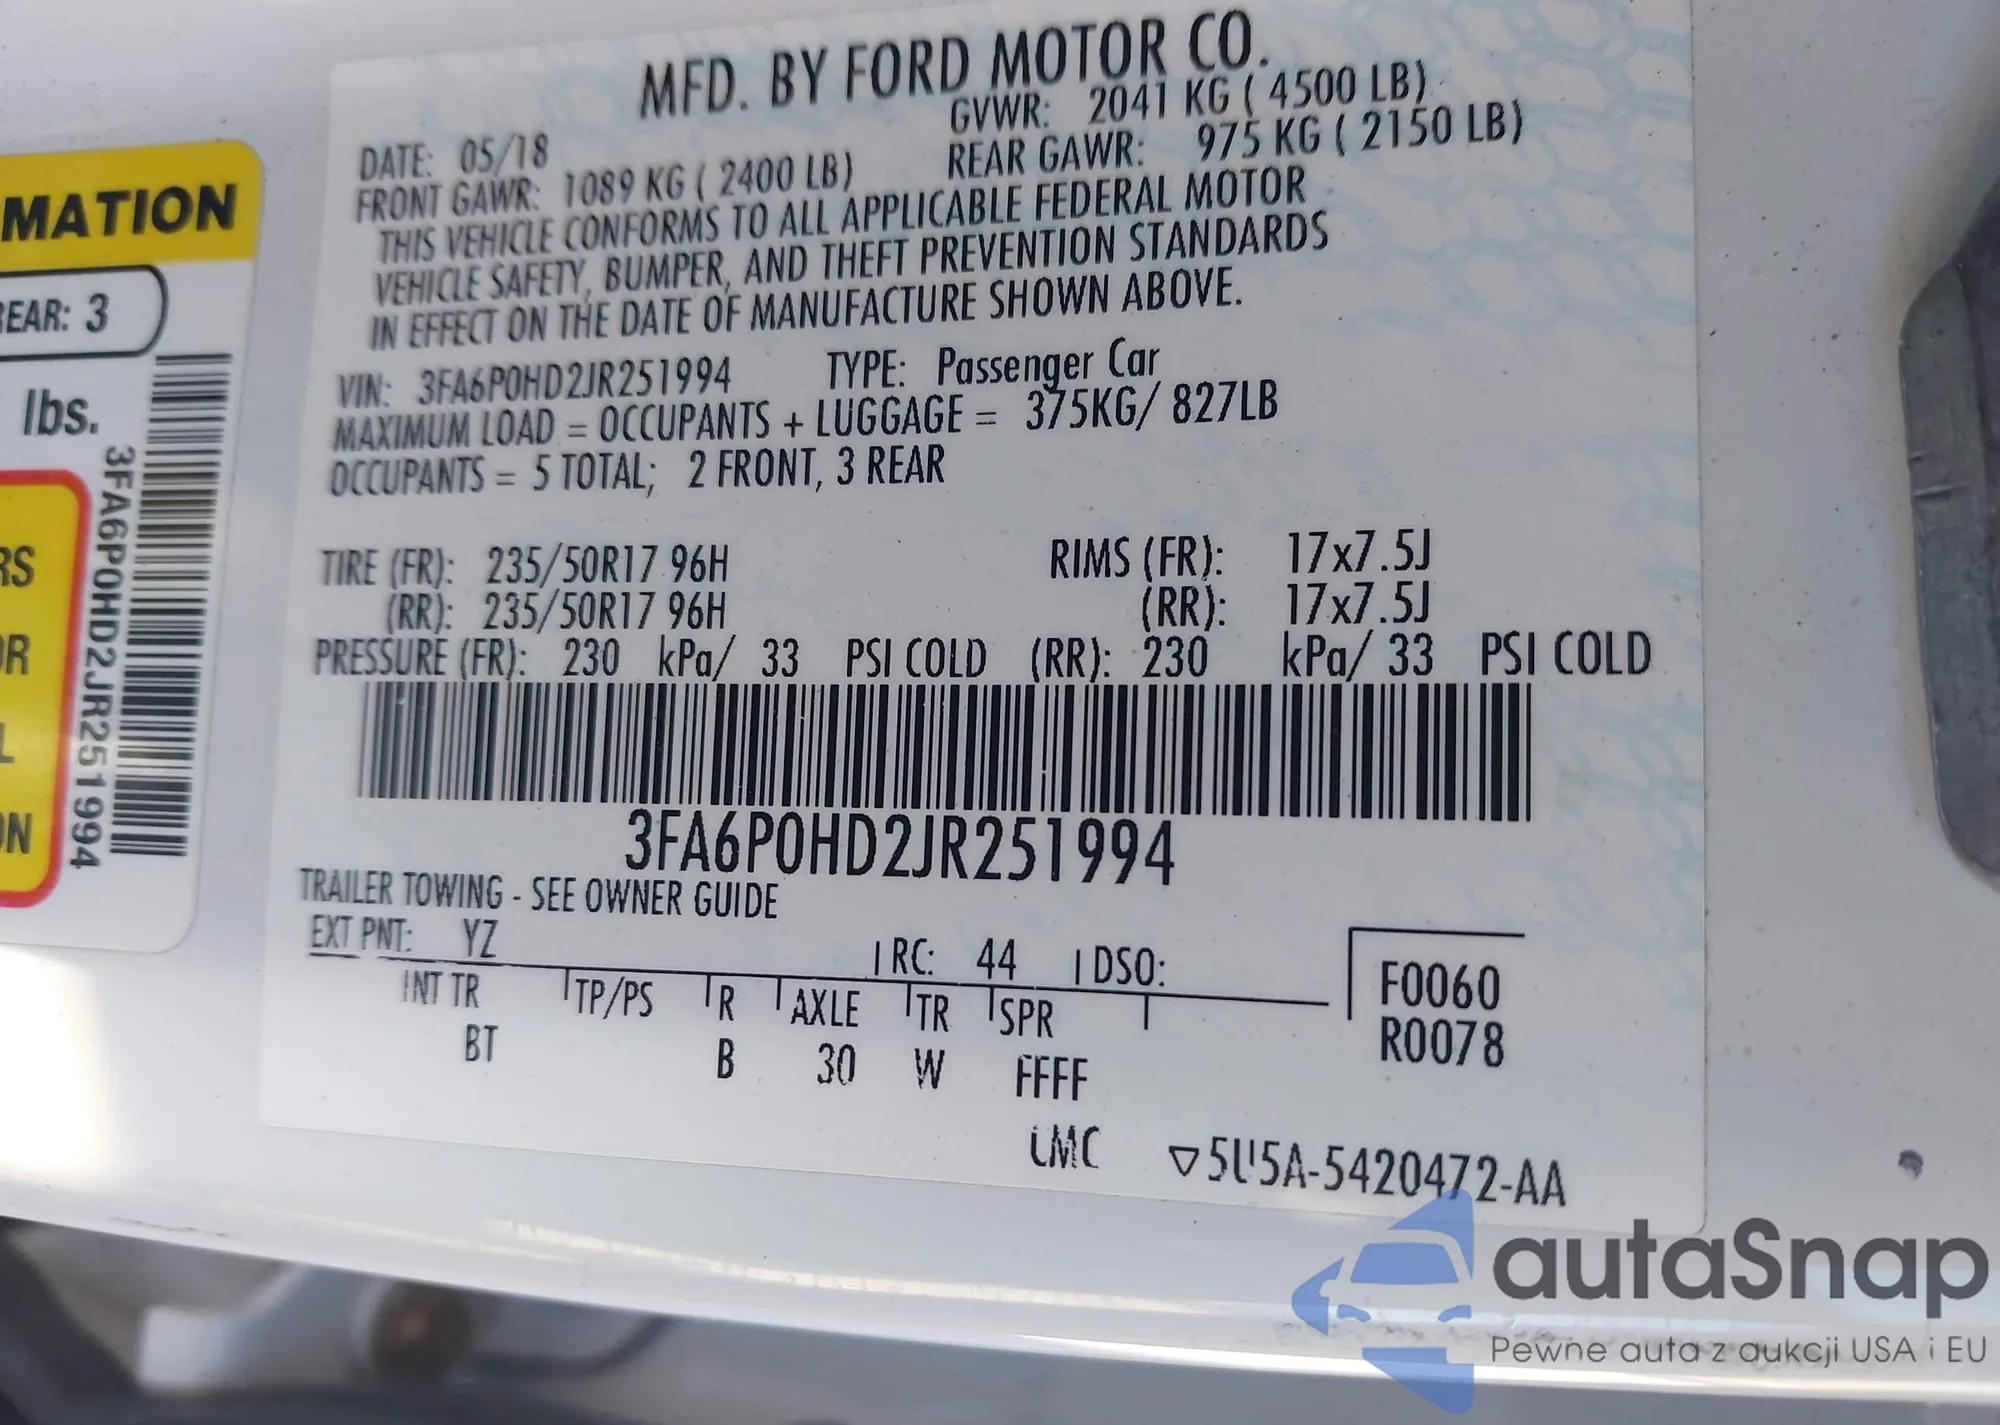 MFD. BY FORD MOTOR CO.
DATE: 05/18 GVWR: 2041 KG ( 4500 LB)
FRONT GAWR: 1089 KG ( 2400 LB) REAR GAWR: 975 KG ( 2150 LB)
THIS VEHICLE CONFORMS TO ALL APPLICABLE FEDERAL MOTOR
VEHICLE SAFETY, BUMPER, AND THEFT PREVENTION STANDARDS
IN EFFECT ON THE DATE OF MANUFACTURE SHOWN ABOVE.
VIN: 3FA6P0HD2JR251994 TYPE: Passenger Car
MAXIMUM LOAD = OCCUPANTS + LUGGAGE = 375KG/ 827LB
OCCUPANTS = 5 TOTAL; 2 FRONT, 3 REAR
TIRE (FR): 235/50R17 96H RIMS (FR): 17x7.5J
(RR): 235/50R17 96H (RR): 17x7.5J
PRESSURE (FR): 230 kPa/ 33 PSI COLD (RR): 230 kPa/ 33 PSI COLD
3FA6P0HD2JR251994
TRAILER TOWING - SEE OWNER GUIDE
EXT PNT: YZ RC: 44 DSO:
INT TR TP/PS R AXLE TR SPR
BT B 30 W FFFF
F0060
R0078
▽5U5A-5420472-AA
MATION
REAR: 3
lbs.
3FA6P0HD2JR251994
RS
OR
L
ON
autaSnap
Pewne auta z aukcji USA i EU